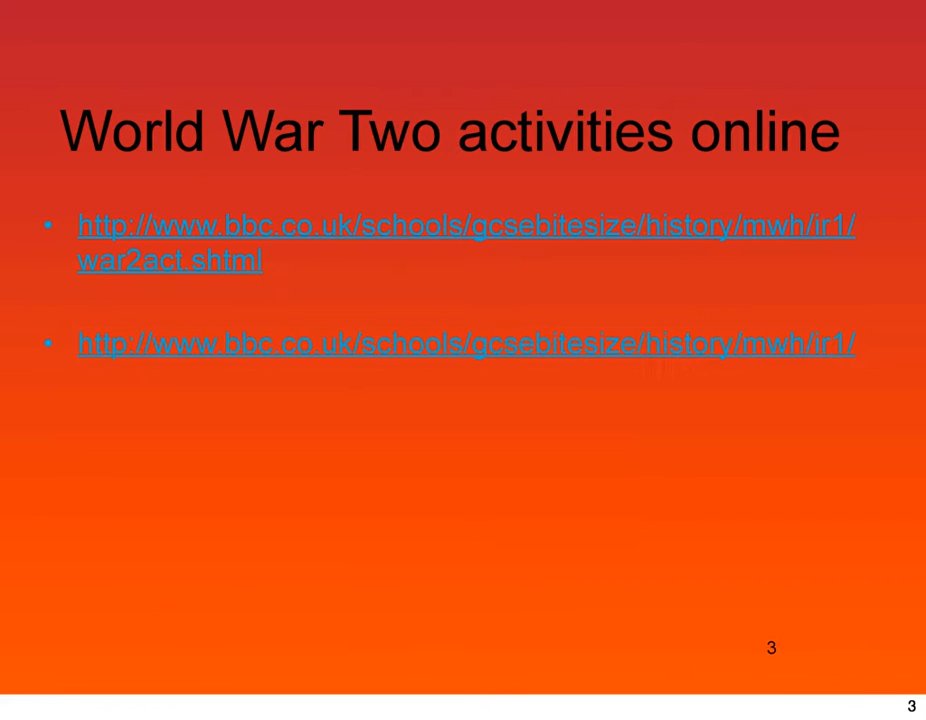 World War Two activities online
• http://www.bbc.co.uk/schools/gcsebitesize/history/mwh/ir1/
war2act.shtml
• http://www.bbc.co.uk/schools/gcsebitesize/history/mwh/ir1/
3
3